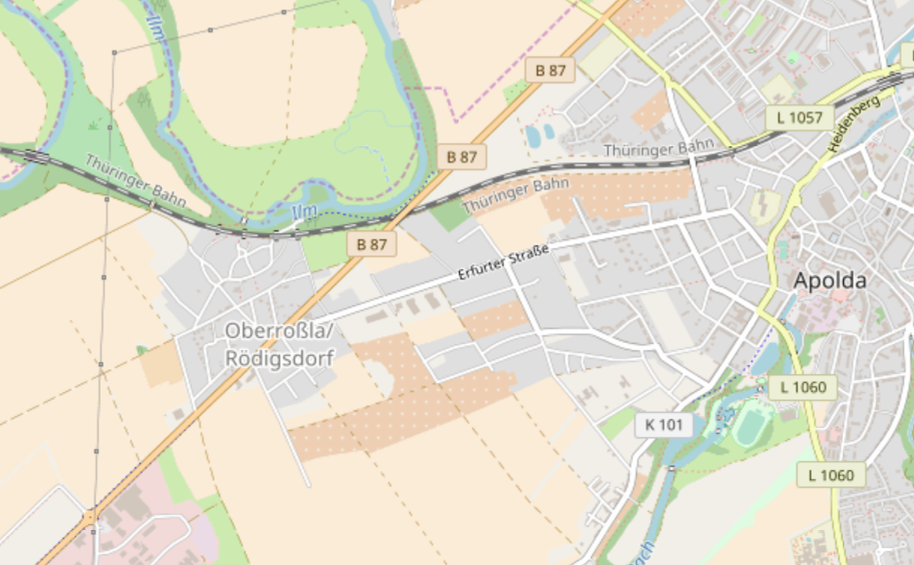 Ilm
B 87
L 1057
Heidenberg
Thüringer Bahn
B 87
Thüringer Bahn
Thüringer Bahn
Ilm
B 87
Erfurter Straße
Apolda
Oberroßla/
Rödigsdorf
L 1060
K 101
L 1060